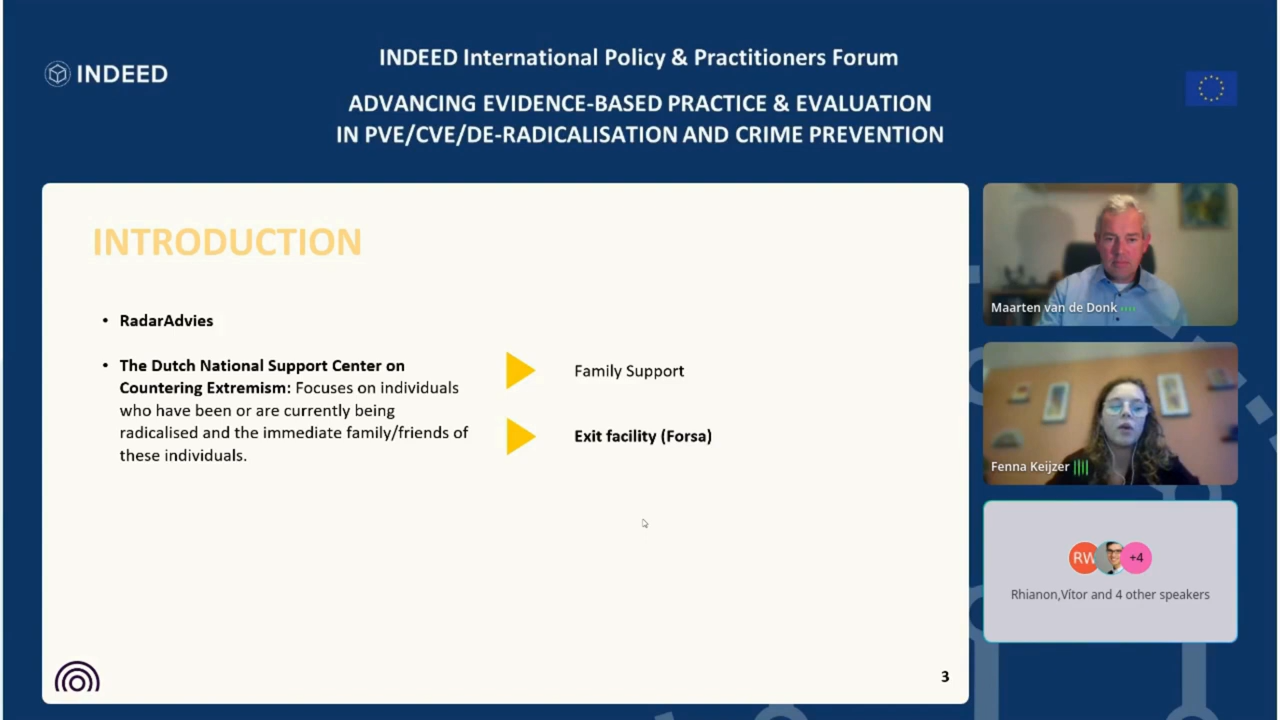 INDEED
INDEED International Policy & Practitioners Forum
ADVANCING EVIDENCE-BASED PRACTICE & EVALUATION
IN PVE/CVE/DE-RADICALISATION AND CRIME PREVENTION
INTRODUCTION
• RadarAdvies
• The Dutch National Support Center on
Countering Extremism: Focuses on individuals
who have been or are currently being
radicalised and the immediate family/friends of
these individuals.
Family Support
Exit facility (Forsa)
3
Maarten van de Donk
Fenna Keijzer
RW
+4
Rhianon,Vítor and 4 other speakers